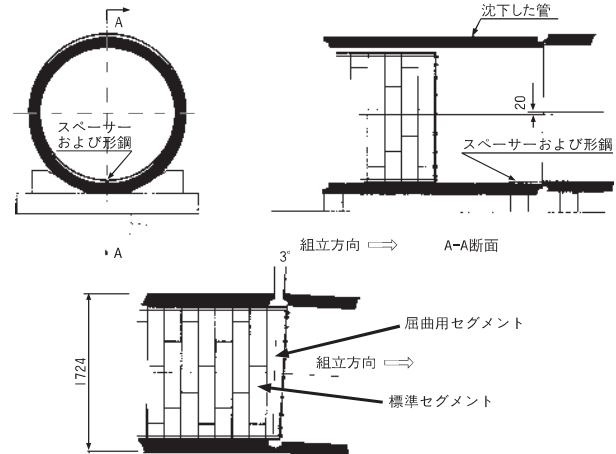 A
沈下した管
スペーサー
および形鋼
20
スペーサーおよび形鋼
A
組立方向
A-A断面
3°
1724
屈曲用セグメント
組立方向
標準セグメント